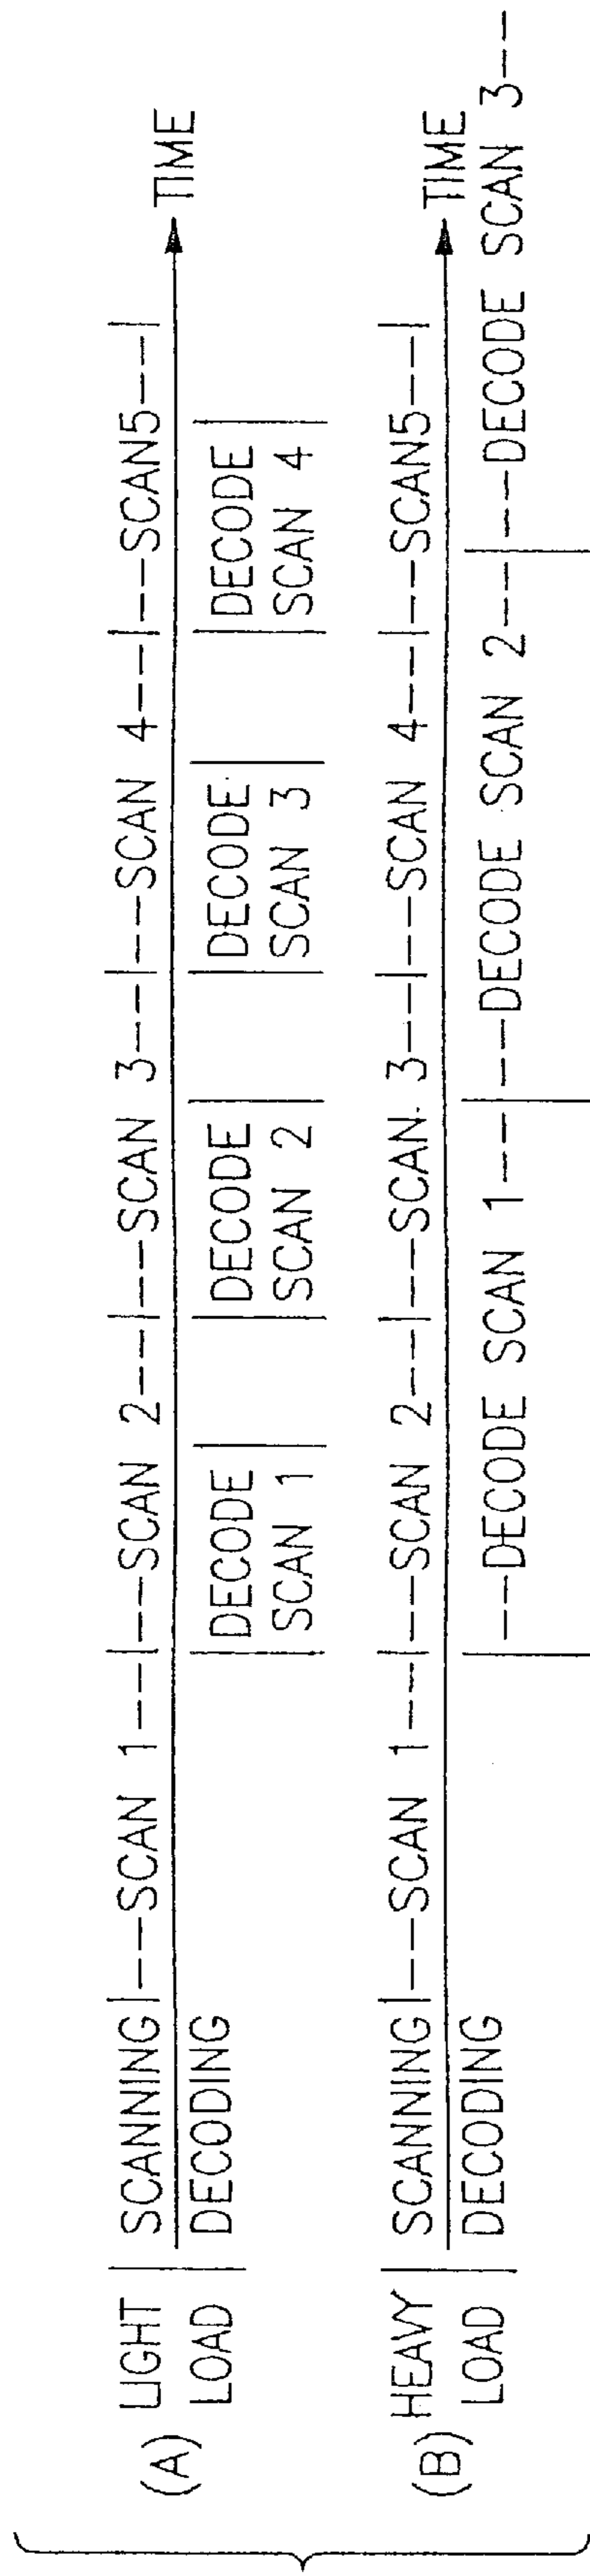 (A) LIGHT LOAD
SCANNING|---SCAN 1---|---SCAN 2---|---SCAN 3---|---SCAN 4---|---SCAN5---|
TIME
DECODING
DECODE SCAN 1
DECODE SCAN 2
DECODE SCAN 3
DECODE SCAN 4
(B) HEAVY LOAD
SCANNING|---SCAN 1---|---SCAN 2---|---SCAN 3---|---SCAN 4---|---SCAN5---|
TIME
DECODING
---DECODE SCAN 1---|---DECODE SCAN 2---|---DECODE SCAN 3--